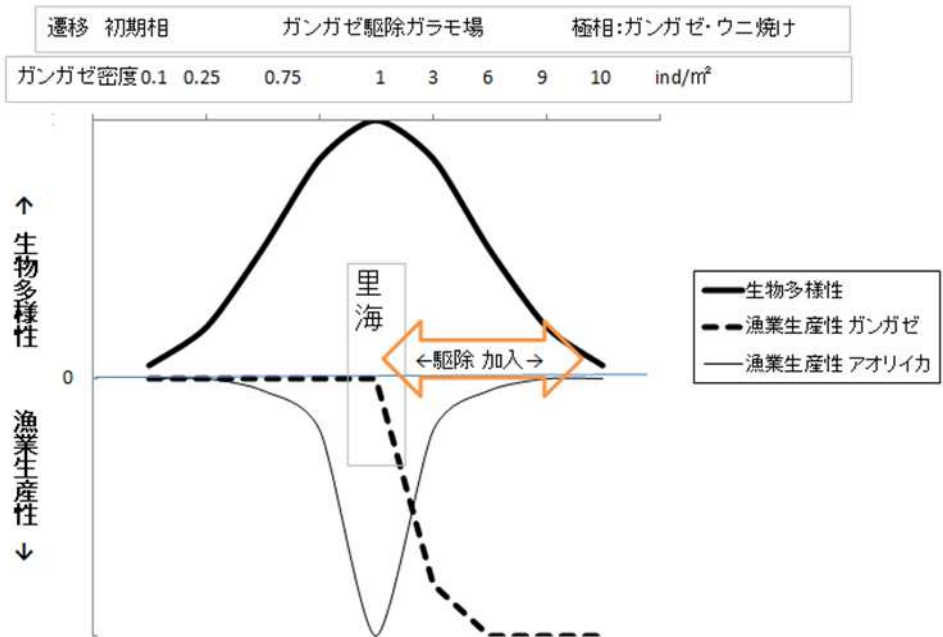 遷移 初期相 ガンガゼ駆除ガラモ場 極相:ガンガゼ・ウニ焼け
ガンガゼ密度 0.1 0.25 0.75 1 3 6 9 10 ind/m²
↑ 生物多様性
里海
←駆除 加入→
0
漁業生産性 ↓
生物多様性
漁業生産性 ガンガゼ
漁業生産性 アオリイカ